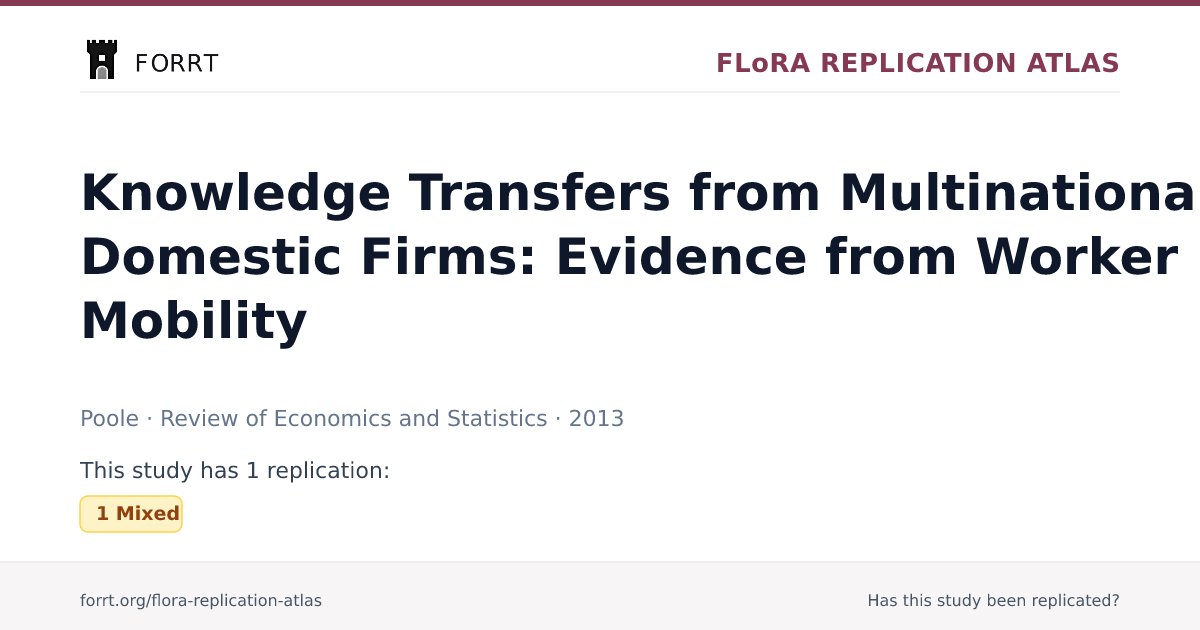 FORRT
FLoRA REPLICATION ATLAS
Knowledge Transfers from Multinationa
Domestic Firms: Evidence from Worker
Mobility
Poole · Review of Economics and Statistics · 2013
This study has 1 replication:
1 Mixed
forrt.org/flora-replication-atlas
Has this study been replicated?